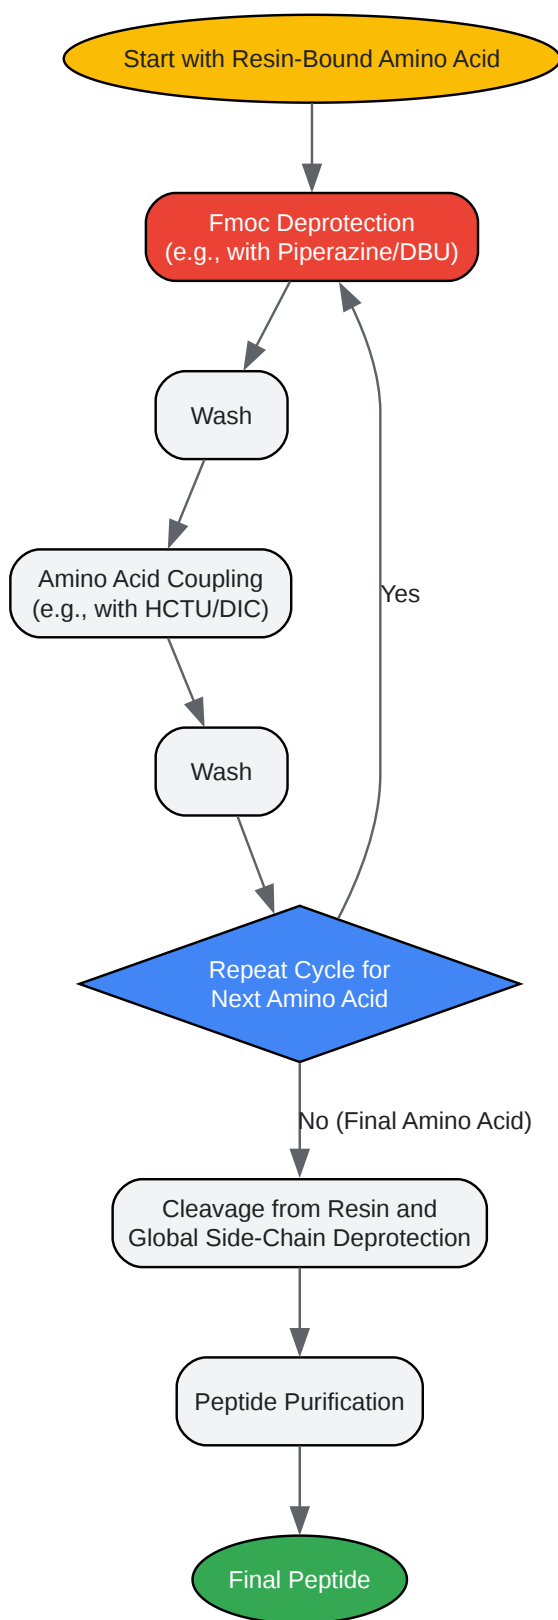 Start with Resin-Bound Amino Acid
Fmoc Deprotection
(e.g., with Piperazine/DBU)
Wash
Amino Acid Coupling
(e.g., with HCTU/DIC)
Yes
Wash
Repeat Cycle for
Next Amino Acid
No (Final Amino Acid)
Cleavage from Resin and
Global Side-Chain Deprotection
Peptide Purification
Final Peptide